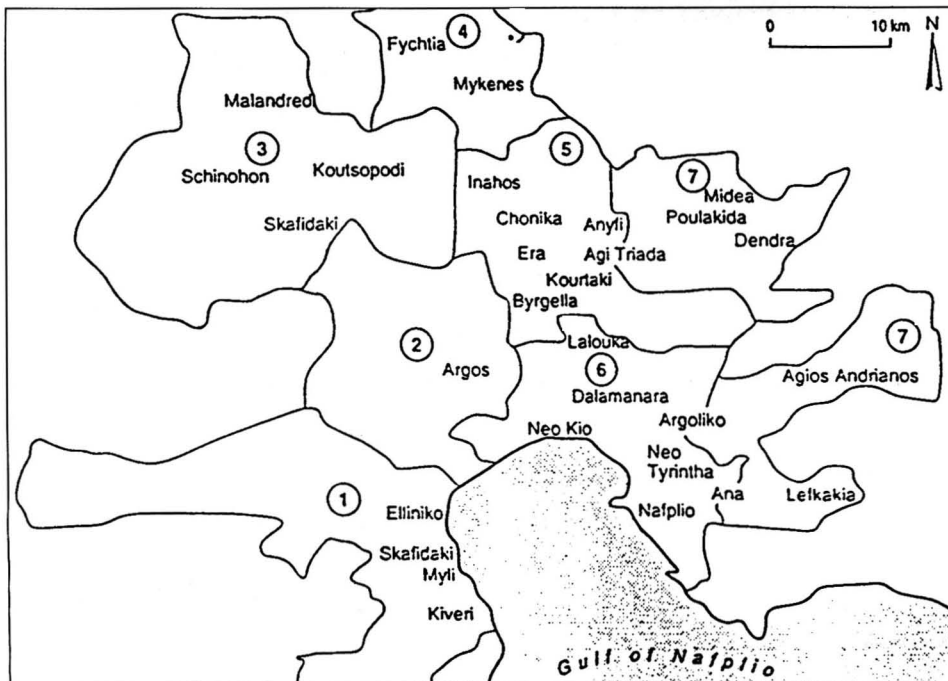 0 10 km N
4
Fychtia
Mykenes
Malandred
3
Schinohon
Koutsopodi
5
Inahos
7
Midea
Poulakida
Chonika
Anyfi
Dendra
Skafidaki
Era
Agi Triada
Kourtaki
Byrgella
2
Argos
Lalouka
6
Dalamanara
7
Agios Andrianos
Argoliko
Neo Kio
Neo
Tyrintha
1
Elliniko
Nafplio
Ana
Lefkakia
Skafidaki
Myli
Kiveri
Gulf of Nafplio